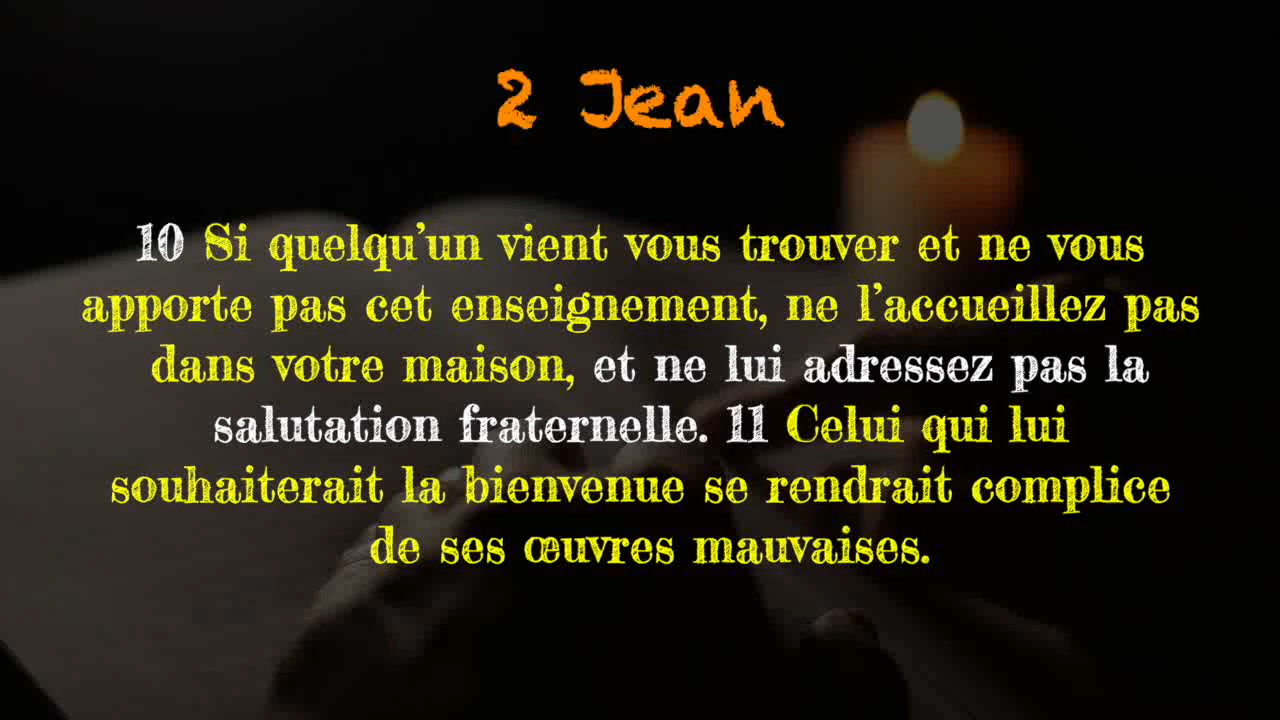 2 Jean
10 Si quelqu'un vient vous trouver et ne vous
apporte pas cet enseignement, ne l'accueillez pas
dans votre maison, et ne lui adressez pas la
salutation fraternelle. 11 Celui qui lui
souhaiterait la bienvenue se rendrait complice
de ses œuvres mauvaises.